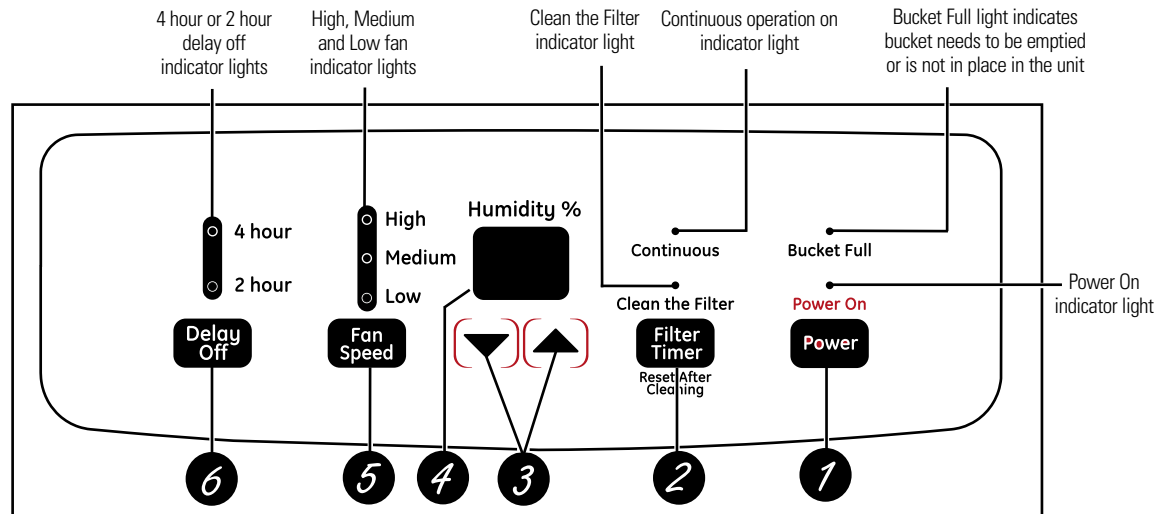 4 hour or 2 hour
delay off
indicator lights
High, Medium
and Low fan
indicator lights
Clean the Filter
indicator light
Continuous operation on
indicator light
Bucket Full light indicates
bucket needs to be emptied
or is not in place in the unit
4 hour
2 hour
Delay
Off
High
Medium
Low
Fan
Speed
Humidity %
Continuous
Clean the Filter
Filter
Timer
Reset After
Cleaning
Bucket Full
Power On
Power
Power On
indicator light
6
5
4
3
2
1